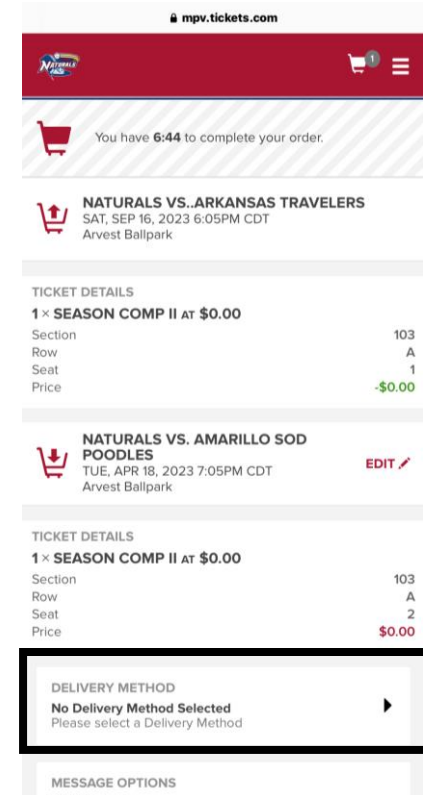 mpv.tickets.com
NATURALS
1
You have 6:44 to complete your order.
NATURALS VS..ARKANSAS TRAVELERS
SAT, SEP 16, 2023 6:05PM CDT
Arvest Ballpark
TICKET DETAILS
1 × SEASON COMP II AT $0.00
Section 103
Row A
Seat 1
Price -$0.00
NATURALS VS. AMARILLO SOD
POODLES
TUE, APR 18, 2023 7:05PM CDT
Arvest Ballpark
EDIT
TICKET DETAILS
1 × SEASON COMP II AT $0.00
Section 103
Row A
Seat 2
Price $0.00
DELIVERY METHOD
No Delivery Method Selected
Please select a Delivery Method
MESSAGE OPTIONS